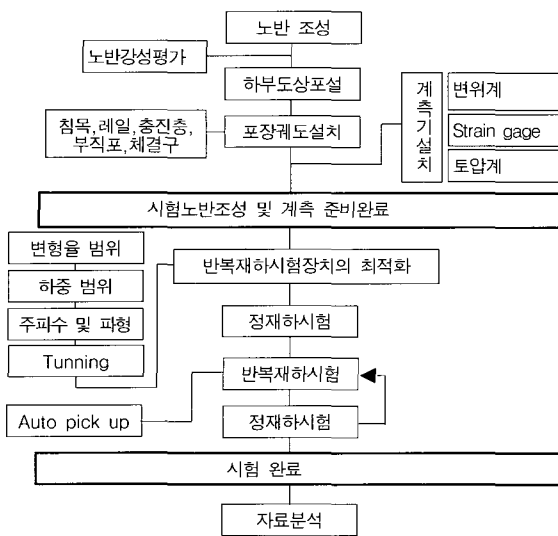 노반 조성
노반강성평가
하부도상포설
침목,레일,충진층,
부직포,체결구
포장궤도설치
계측기설치
변위계
Strain gage
토압계
시험노반조성 및 계측 준비완료
변형율 범위
하중 범위
주파수 및 파형
Tunning
반복재하시험장치의 최적화
정재하시험
반복재하시험
Auto pick up
정재하시험
시험 완료
자료분석